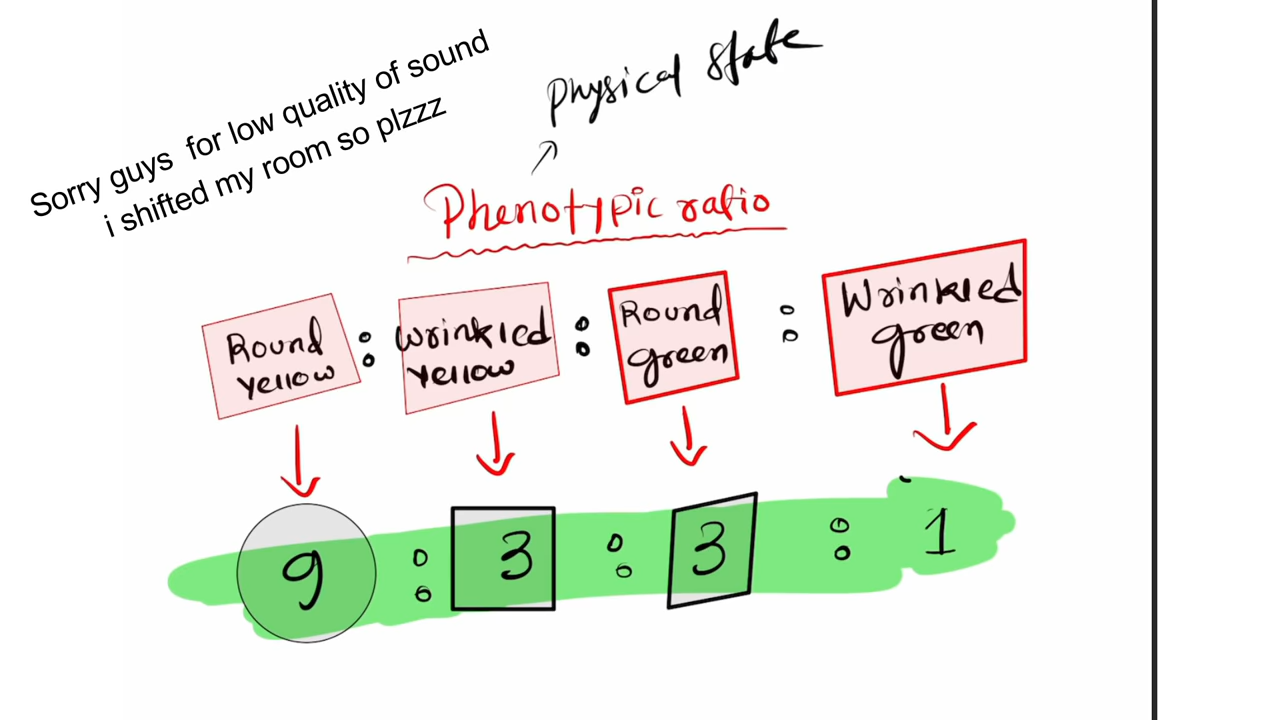 Sorry guys for low quality of sound
i shifted my room so plzzz
Physical state
Phenotypic ratio
Round
yellow
:
wrinkled
yellow
:
Round
green
:
Wrinkled
green
9 : 3 : 3 : 1